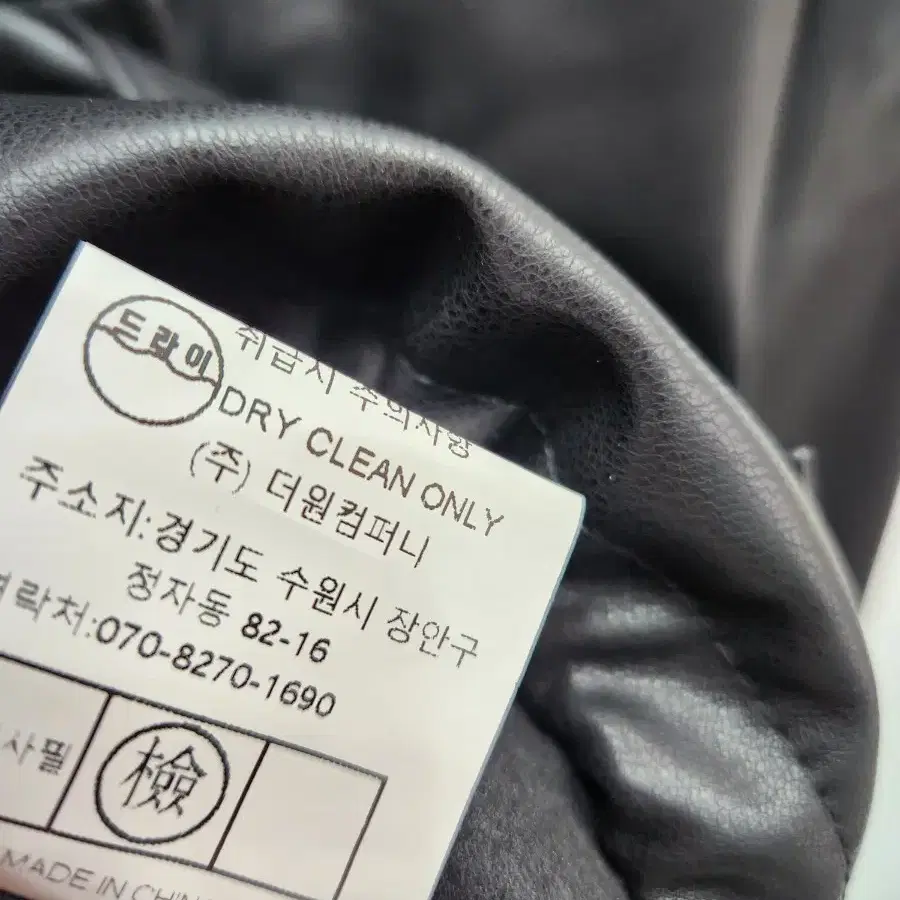 드라이
취급시 주의사항
DRY CLEAN ONLY
(주) 더원컴퍼니
주소지:경기도 수원시 장안구
정자동 82-16
연락처:070-8270-1690
사필 檢
MADE IN CHIN